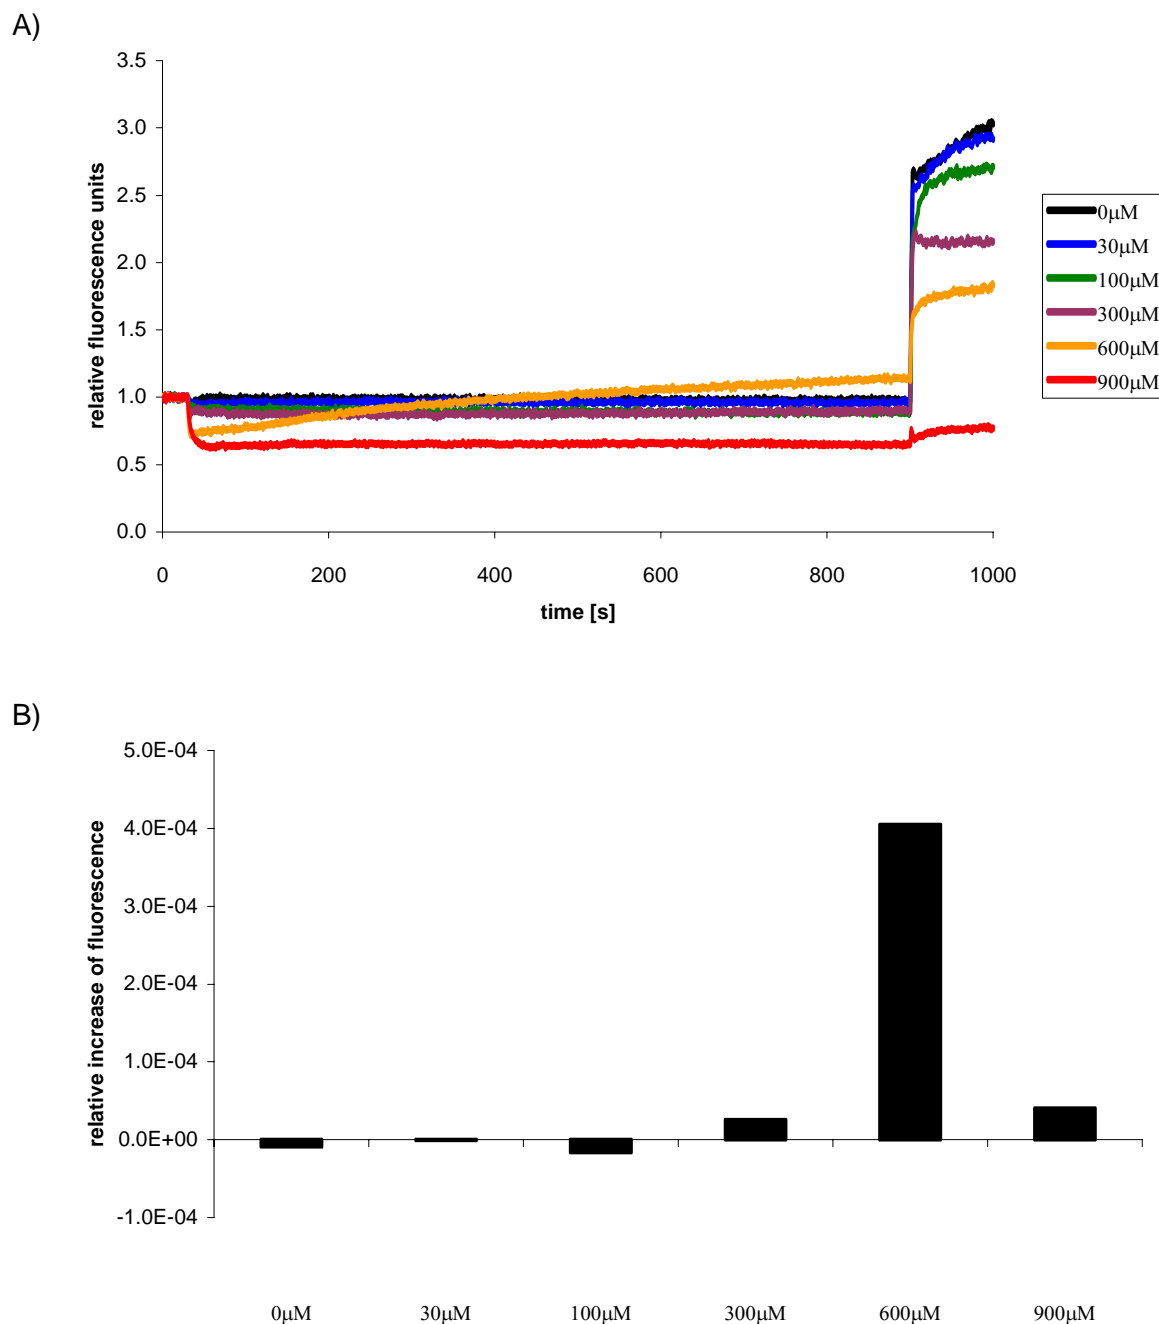 A)
3.5
3.0
2.5
2.0
1.5
1.0
0.5
0.0
relative fluorescence units
0 200 400 600 800 1000
time [s]
0μM
30μM
100μM
300μM
600μM
900μM
B)
5.0E-04
4.0E-04
3.0E-04
2.0E-04
1.0E-04
0.0E+00
-1.0E-04
relative increase of fluorescence
0μM 30μM 100μM 300μM 600μM 900μM